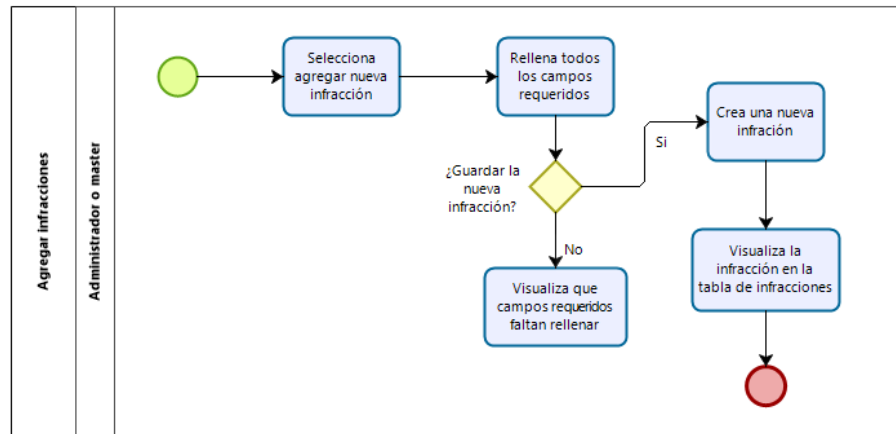 Agregar infracciones
Administrador o master
Selecciona
agregar nueva
infracción
Rellena todos
los campos
requeridos
¿Guardar la
nueva
infracción?
Si
Crea una nueva
infración
No
Visualiza que
campos requeridos
faltan rellenar
Visualiza la
infracción en la
tabla de infracciones